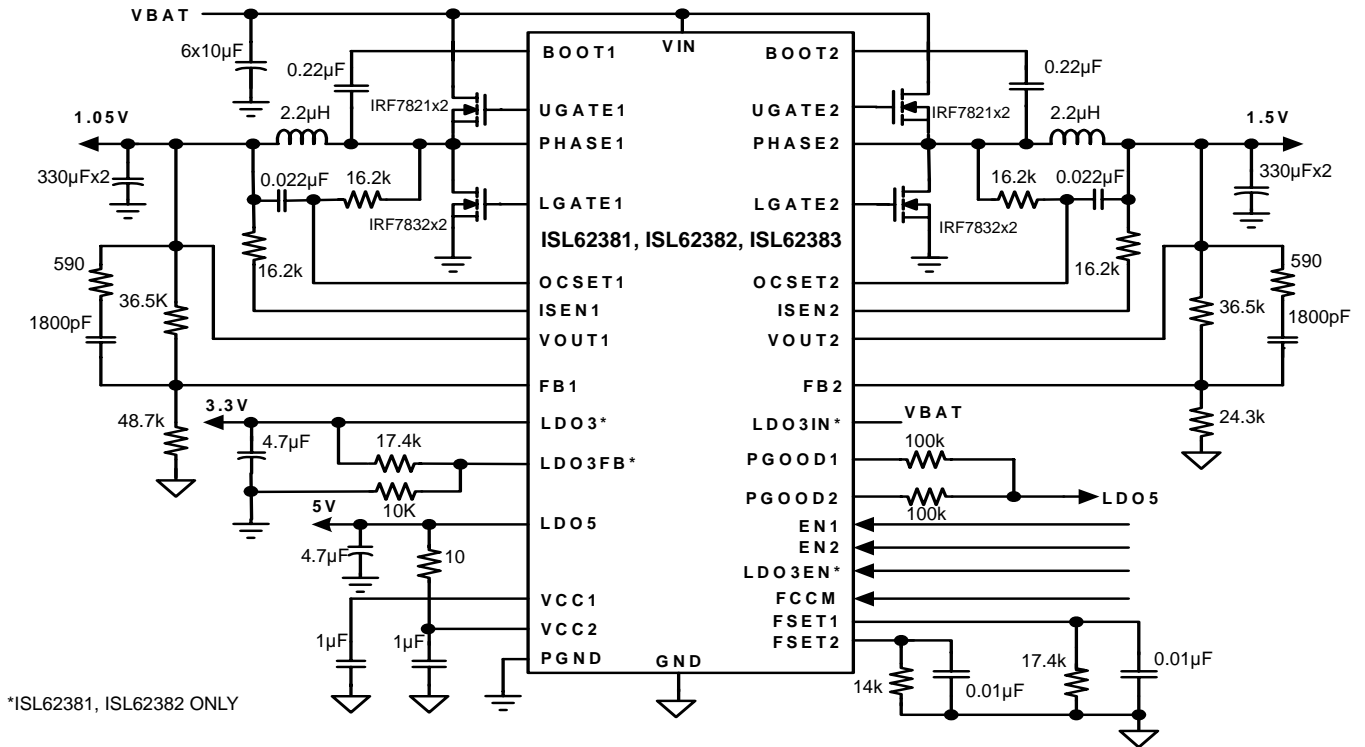 VBAT
6x10µF
0.22µF
IRF7821x2
2.2µH
1.05V
330µFx2
0.022µF
16.2k
IRF7832x2
16.2k
590
36.5K
1800pF
48.7k
3.3V
4.7µF
17.4k
10K
5V
4.7µF
10
1µF
1µF
*ISL62381, ISL62382 ONLY
VIN
BOOT1
UGATE1
PHASE1
LGATE1
ISL62381, ISL62382, ISL62383
OCSET1
ISEN1
VOUT1
FB1
LDO3*
LDO3FB*
LDO5
VCC1
VCC2
PGND
GND
BOOT2
UGATE2
PHASE2
LGATE2
OCSET2
ISEN2
VOUT2
FB2
LDO3IN*
PGOOD1
PGOOD2
EN1
EN2
LDO3EN*
FCCM
FSET1
FSET2
0.22µF
IRF7821x2
2.2µH
1.5V
16.2k
0.022µF
330µFx2
IRF7832x2
16.2k
590
36.5k
1800pF
24.3k
VBAT
100k
LDO5
100k
17.4k
0.01µF
14k
0.01µF